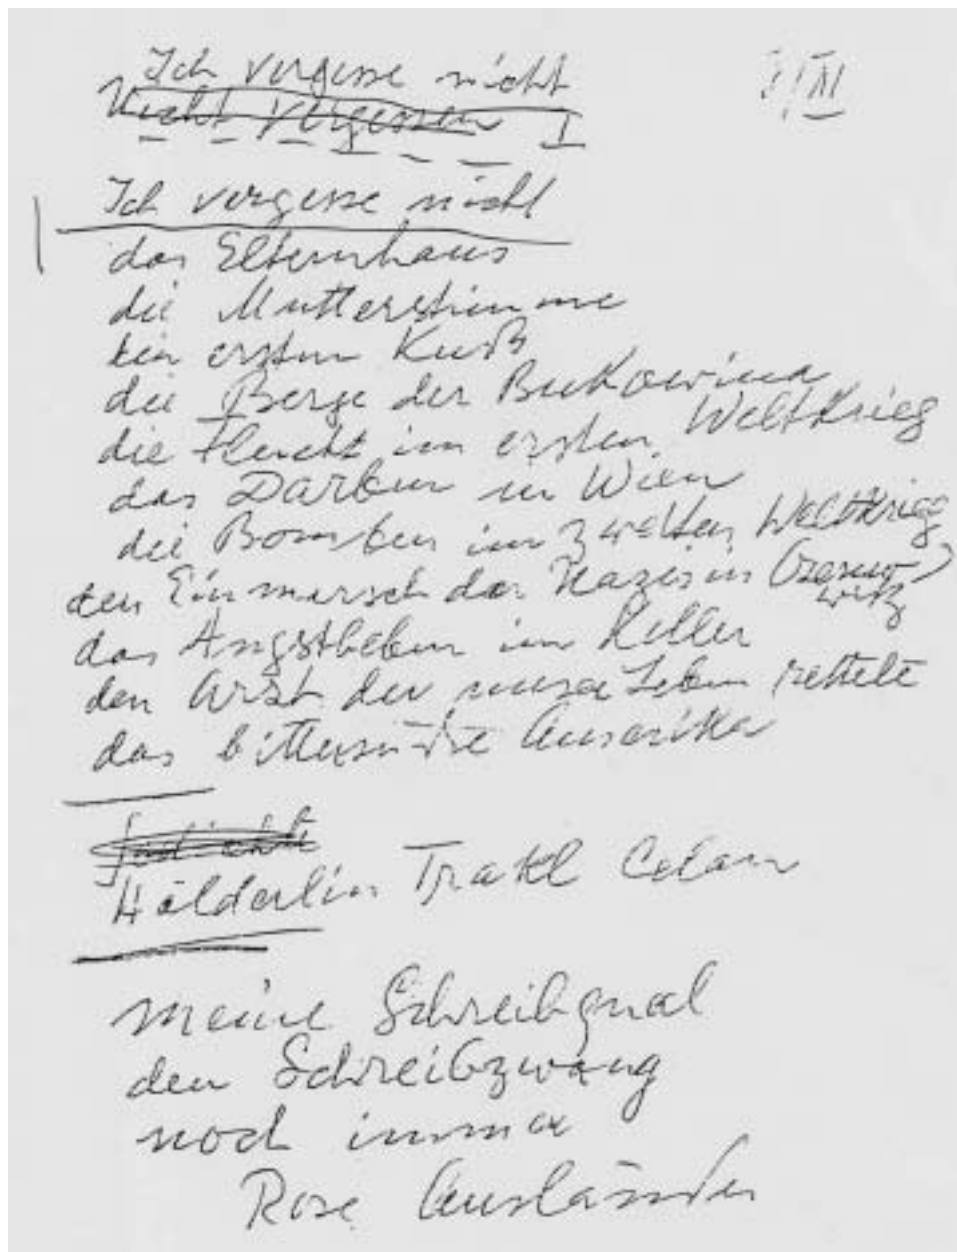 Ich vergesse nicht
Nicht Vergessen I
Ich vergesse nicht
das Elternhaus
die Mutterstimme
ersten Kuß
die Berge der Bukowina
die Flucht im ersten Weltkrieg
das Darben in Wien
die Bomben im zweiten Weltkrieg
den Einmarsch der Nazis in Czernowitz
das Angstbeben im Keller
den Arzt der unser Leben rettete
das bittersüße Amerika
Hölderlin Trakl Celan
meine Schreibqual
den Schreibzwang
noch immer
Rose Ausländer